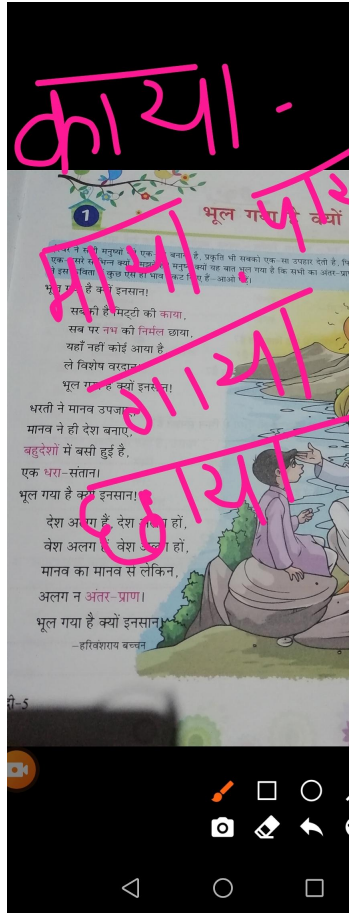 काया -
1
भूल गया है क्यों
माया, पाय
भूल गया है क्यों इनसान!
सबकी है मिट्टी की काया,
सब पर नभ की निर्मल छाया,
यहाँ नहीं कोई आया है
ले विशेष वरदान
भूल गया है क्यों इनसान!
गाया
धरती ने मानव उपजाए,
मानव ने ही देश बनाए,
बहुदेशों में बसी हुई है,
एक धरा-संतान।
भूल गया है क्यों इनसान!
छाया
देश अलग हैं, देश अलग हों,
वेश अलग हैं, वेश अलग हों,
मानव का मानव से लेकिन,
अलग न अंतर-प्राण।
भूल गया है क्यों इनसान!
–हरिवंशराय बच्चन
दी-5